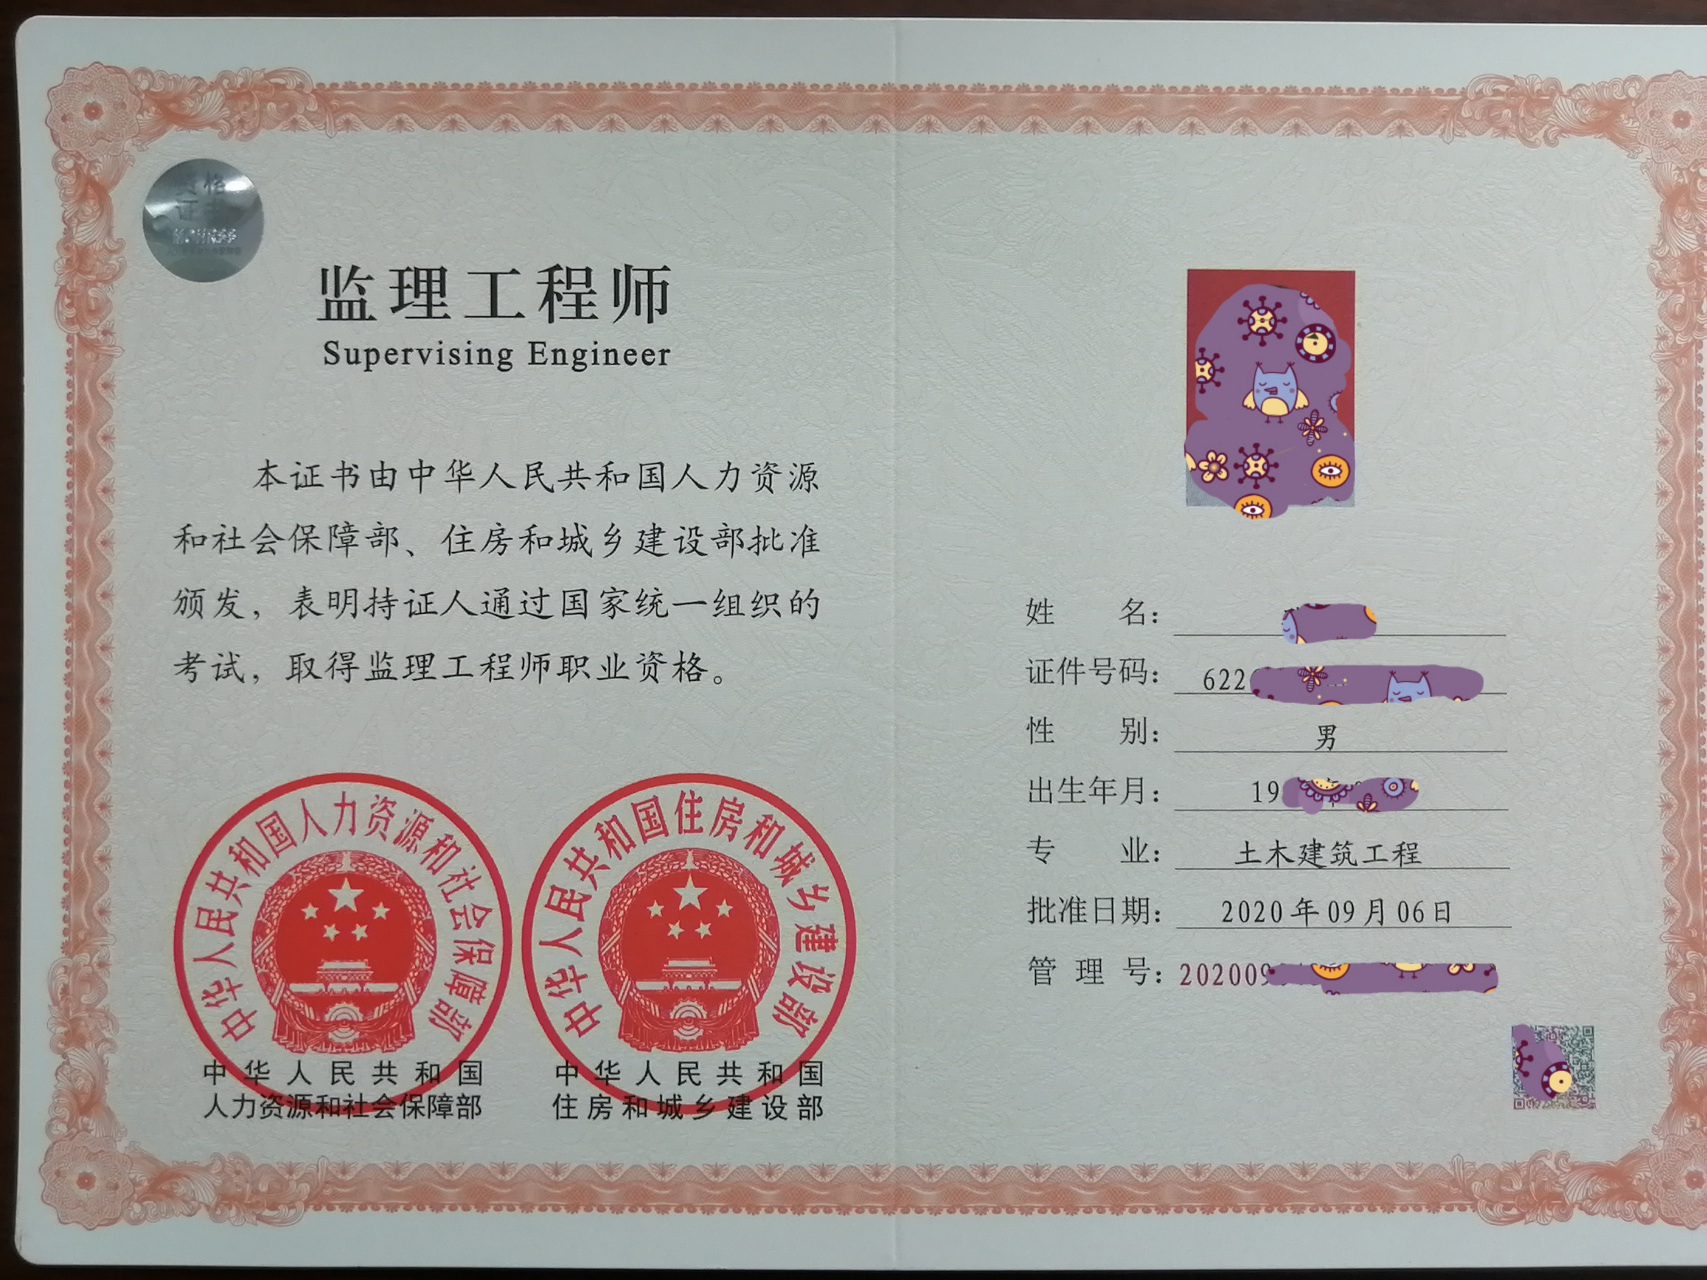 资格
证书
监理工程师
Supervising Engineer
本证书由中华人民共和国人力资源
和社会保障部、住房和城乡建设部批准
颁发，表明持证人通过国家统一组织的
考试，取得监理工程师职业资格。
中华人民共和国人力资源和社会保障部
中华人民共和国住房和城乡建设部
中华人民共和国
人力资源和社会保障部
中华人民共和国
住房和城乡建设部
姓名：
证件号码：622
性别：男
出生年月：19
专业：土木建筑工程
批准日期：2020年09月06日
管理号：202009